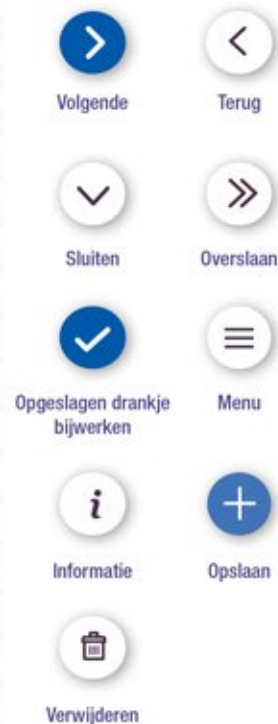 Volgende
Terug
Sluiten
Overslaan
Opgeslagen drankje
bijwerken
Menu
Informatie
Opslaan
Verwijderen